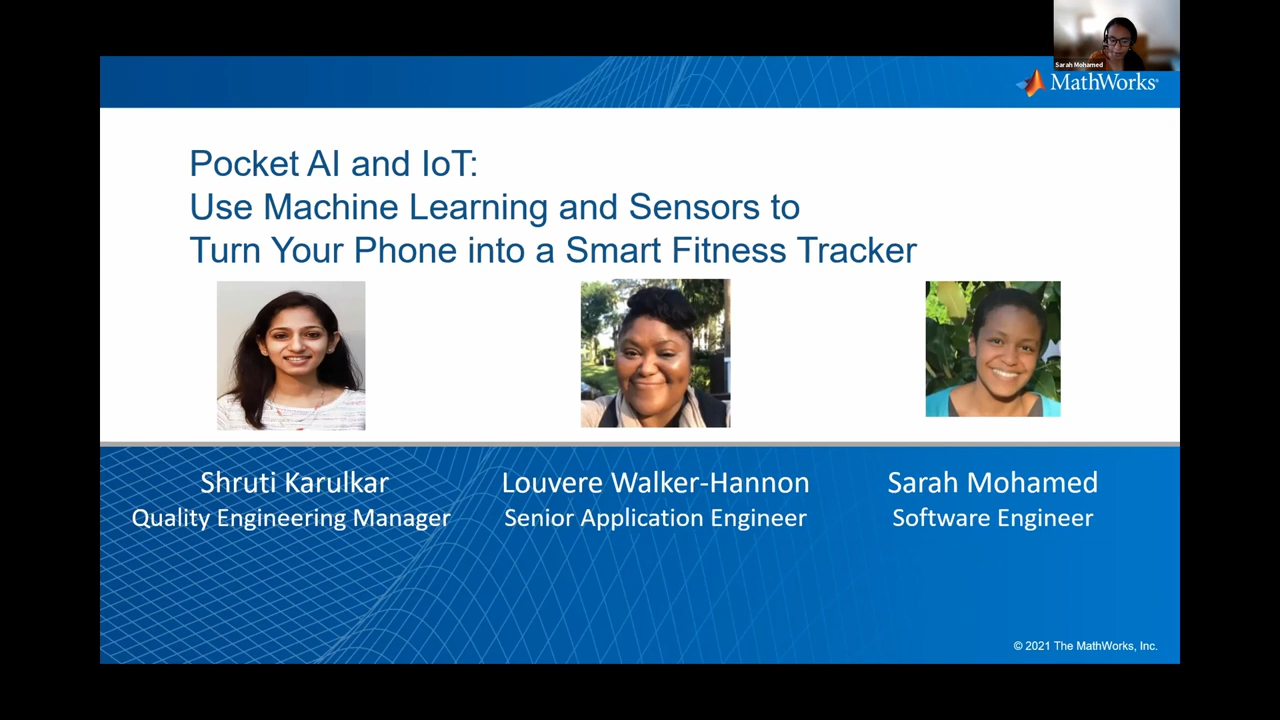 Sarah Mohamed
MathWorks®
Pocket AI and IoT:
Use Machine Learning and Sensors to
Turn Your Phone into a Smart Fitness Tracker
Shruti Karulkar
Quality Engineering Manager
Louvere Walker-Hannon
Senior Application Engineer
Sarah Mohamed
Software Engineer
© 2021 The MathWorks, Inc.